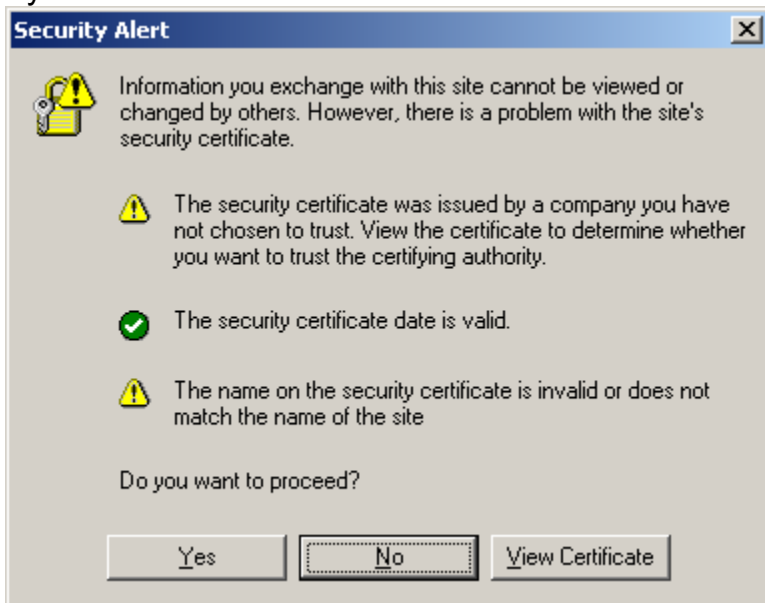 Security Alert
Information you exchange with this site cannot be viewed or
changed by others. However, there is a problem with the site's
security certificate.
The security certificate was issued by a company you have
not chosen to trust. View the certificate to determine whether
you want to trust the certifying authority.
The security certificate date is valid.
The name on the security certificate is invalid or does not
match the name of the site
Do you want to proceed?
Yes No View Certificate